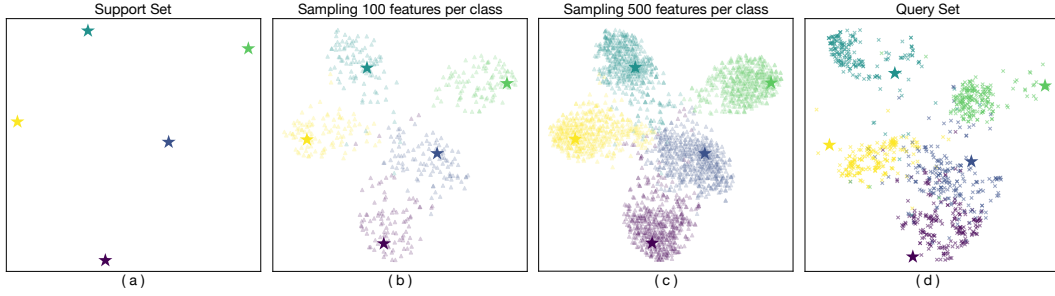 Support Set
Sampling 100 features per class
Sampling 500 features per class
Query Set
( a )
( b )
( c )
( d )